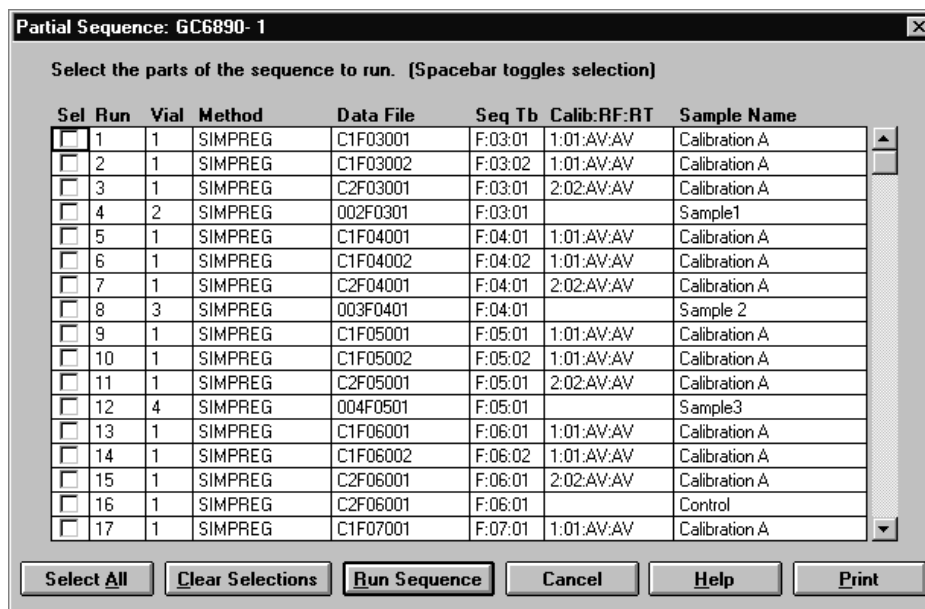 Partial Sequence: GC6890- 1
Select the parts of the sequence to run. (Spacebar toggles selection)
Sel Run Vial Method Data File Seq Tb Calib:RF:RT Sample Name
1 1 SIMPREG C1F03001 F:03:01 1:01:AV:AV Calibration A
2 1 SIMPREG C1F03002 F:03:02 1:01:AV:AV Calibration A
3 1 SIMPREG C2F03001 F:03:01 2:02:AV:AV Calibration A
4 2 SIMPREG 002F0301 F:03:01 Sample1
5 1 SIMPREG C1F04001 F:04:01 1:01:AV:AV Calibration A
6 1 SIMPREG C1F04002 F:04:02 1:01:AV:AV Calibration A
7 1 SIMPREG C2F04001 F:04:01 2:02:AV:AV Calibration A
8 3 SIMPREG 003F0401 F:04:01 Sample 2
9 1 SIMPREG C1F05001 F:05:01 1:01:AV:AV Calibration A
10 1 SIMPREG C1F05002 F:05:02 1:01:AV:AV Calibration A
11 1 SIMPREG C2F05001 F:05:01 2:02:AV:AV Calibration A
12 4 SIMPREG 004F0501 F:05:01 Sample3
13 1 SIMPREG C1F06001 F:06:01 1:01:AV:AV Calibration A
14 1 SIMPREG C1F06002 F:06:02 1:01:AV:AV Calibration A
15 1 SIMPREG C2F06001 F:06:01 2:02:AV:AV Calibration A
16 1 SIMPREG C2F06001 F:06:01 Control
17 1 SIMPREG C1F07001 F:07:01 1:01:AV:AV Calibration A
Select All Clear Selections Run Sequence Cancel Help Print